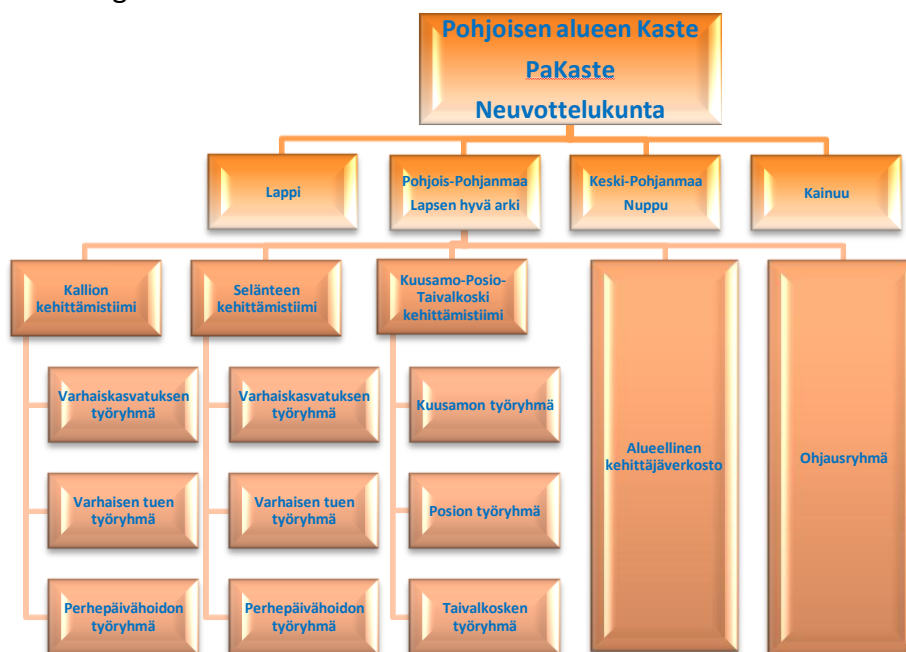 Pohjoisen alueen Kaste
PaKaste
Neuvottelukunta
Lappi
Pohjois-Pohjanmaa
Lapsen hyvä arki
Keski-Pohjanmaa
Nuppu
Kainuu
Kallion
kehittämistiimi
Selänteen
kehittämistiimi
Kuusamo-Posio-
Taivalkoski
kehittämistiimi
Alueellinen
kehittäjäverkosto
Ohjausryhmä
Varhaiskasvatuksen
työryhmä
Varhaisen tuen
työryhmä
Perhepäivähoidon
työryhmä
Varhaiskasvatuksen
työryhmä
Varhaisen tuen
työryhmä
Perhepäivähoidon
työryhmä
Kuusamon työryhmä
Posion työryhmä
Taivalkosken
työryhmä